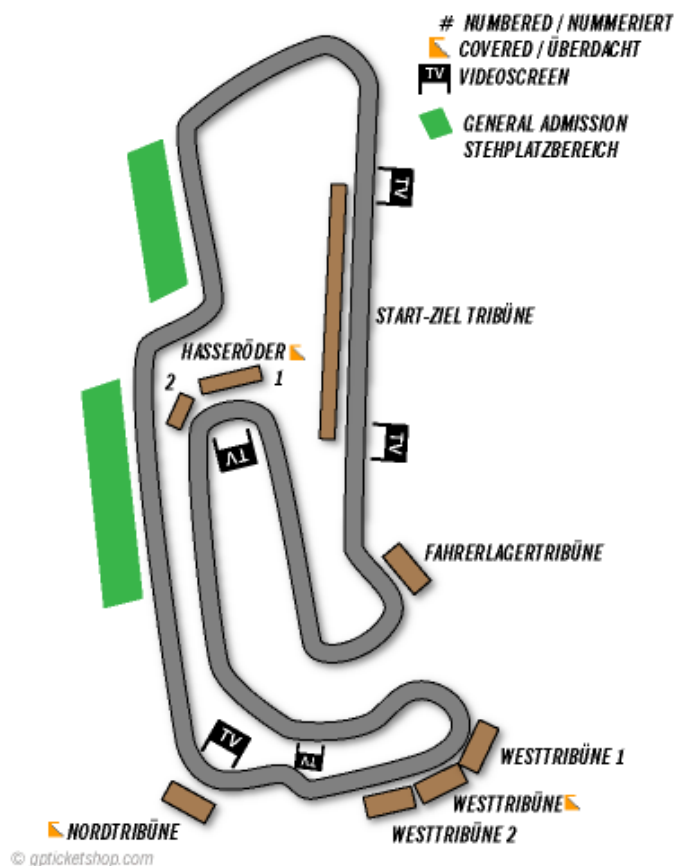 # NUMBERED / NUMMERIERT
COVERED / ÜBERDACHT
TV VIDEOSCREEN
GENERAL ADMISSION
STEHPLATZBEREICH
TV
START-ZIEL TRIBÜNE
HASSERÖDER
2
1
TV
TV
FAHRERLAGERTRIBÜNE
TV
TV
WESTTRIBÜNE 1
WESTTRIBÜNE
NORDTRIBÜNE
WESTTRIBÜNE 2
© gpticketshop.com